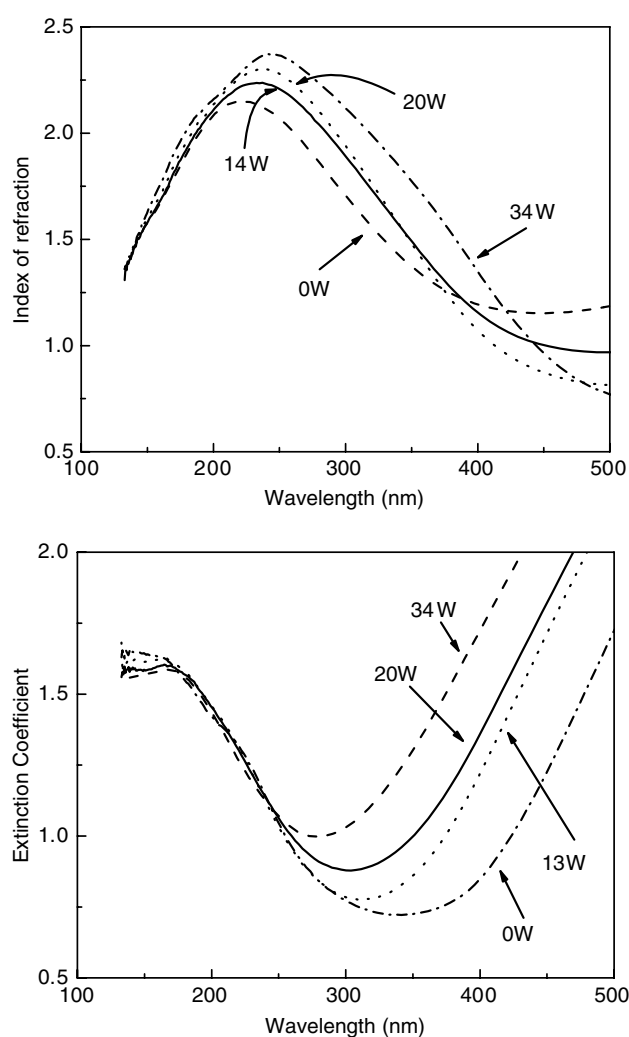 2.5
20W
2.0
14W
34W
1.5
0W
1.0
0.5
100 200 300 400 500
Wavelength (nm)
Index of refraction
2.0
34W
20W
1.5
1.0
13W
0W
0.5
100 200 300 400 500
Wavelength (nm)
Extinction Coefficient